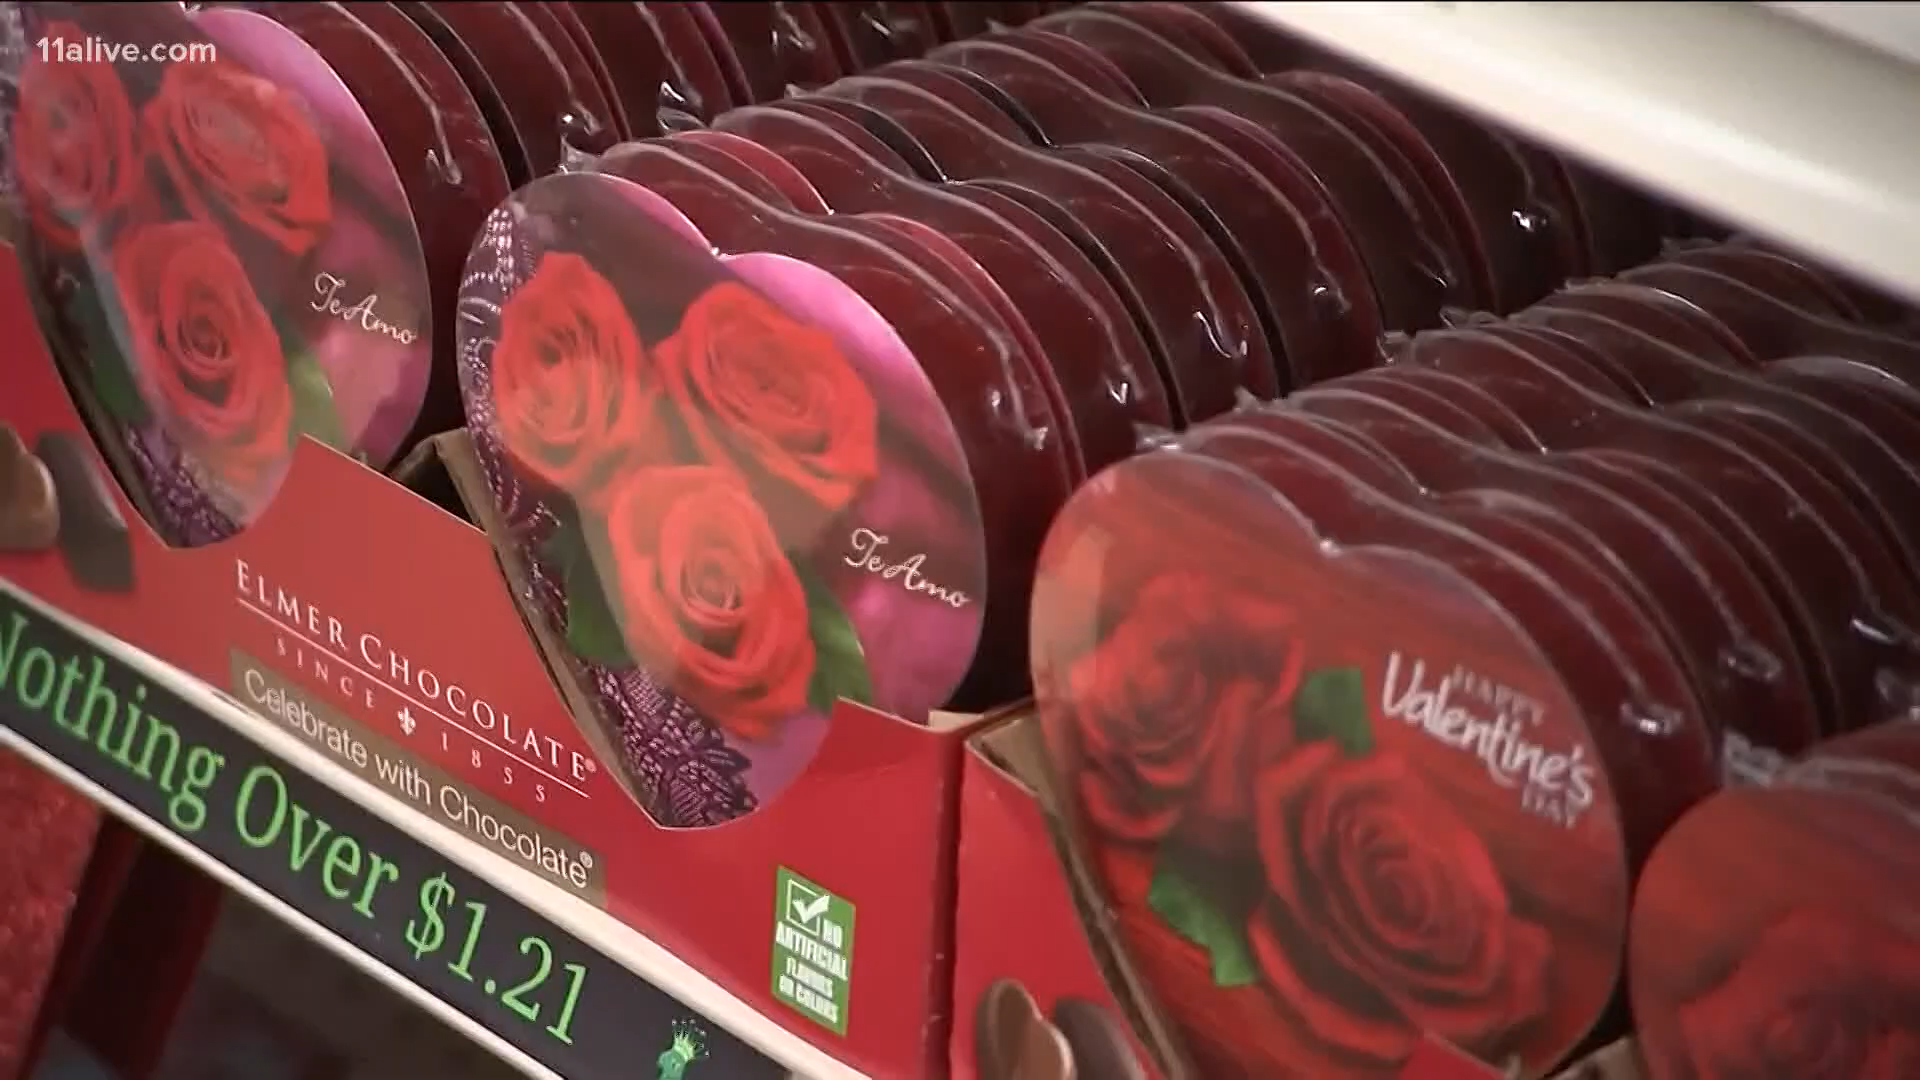 11alive.com
Te Amo
Te Amo
ELMER CHOCOLATE®
SINCE 1855
Celebrate with Chocolate®
HAPPY
Valentine's
DAY
Nothing Over $1.21
NO
ARTIFICIAL
FLAVORS
OR COLORS